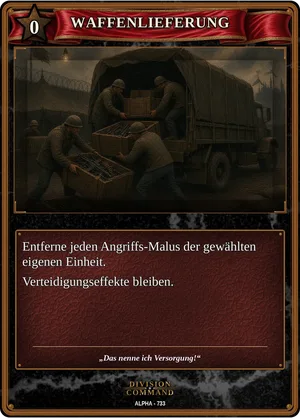 0
WAFFENLIEFERUNG
Entferne jeden Angriffs-Malus der gewählten
eigenen Einheit.
Verteidigungseffekte bleiben.
„Das nenne ich Versorgung!“
DIVISION
COMMAND
ALPHA - 733